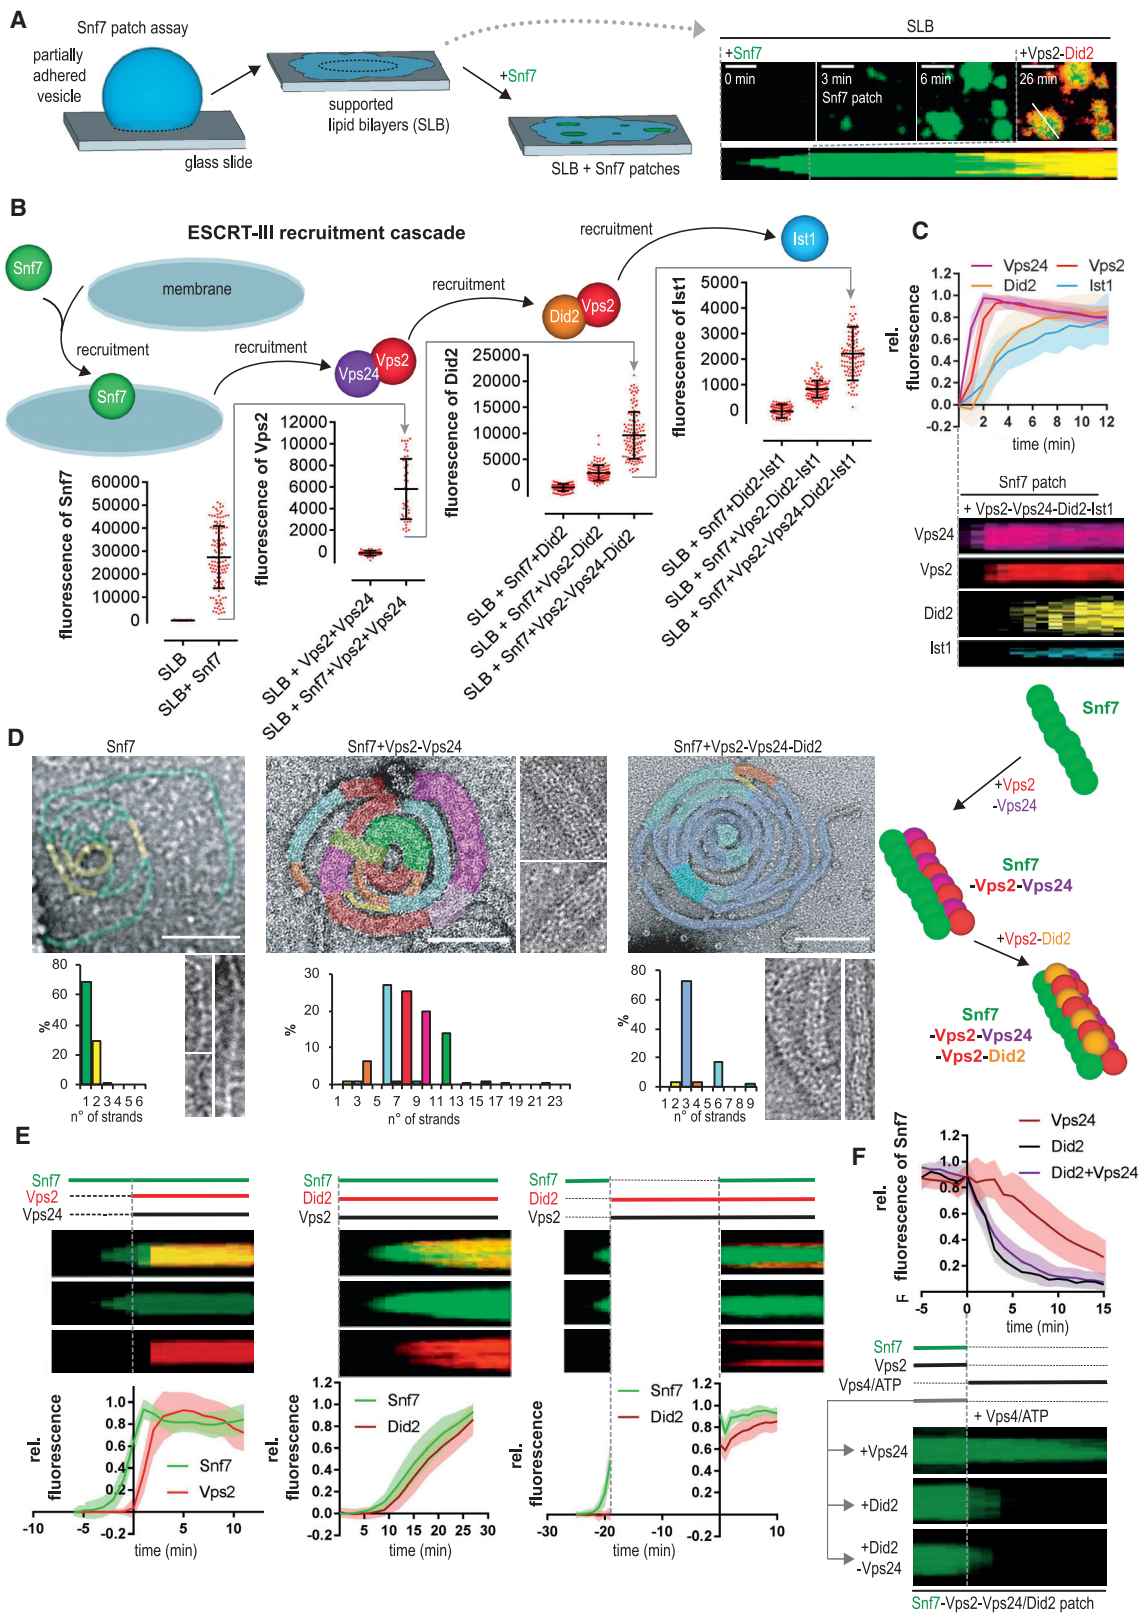 A
Snf7 patch assay
partially
adhered
vesicle
glass slide
supported
lipid bilayers (SLB)
+Snf7
SLB + Snf7 patches
SLB
+Snf7
+Vps2-Did2
0 min
3 min
6 min
26 min
Snf7 patch
B
ESCRT-III recruitment cascade
Snf7
membrane
recruitment
Snf7
recruitment
Vps24
Vps2
recruitment
Did2
Vps2
recruitment
Ist1
fluorescence of Snf7
60000
50000
40000
30000
20000
10000
0
SLB
SLB+ Snf7
fluorescence of Vps2
12000
10000
8000
6000
4000
2000
0
SLB + Vps2+Vps24
SLB + Snf7+Vps2+Vps24
fluorescence of Did2
25000
20000
15000
10000
5000
0
SLB + Snf7+Did2
SLB + Snf7+Vps2-Did2
SLB + Snf7+Vps2-Vps24-Did2
fluorescence of Ist1
5000
4000
3000
2000
1000
0
SLB + Snf7+Did2-Ist1
SLB + Snf7+Vps2-Did2-Ist1
SLB + Snf7+Vps2-Vps24-Did2-Ist1
C
Vps24
Vps2
Did2
Ist1
rel.
fluorescence
1.2
1.0
0.8
0.6
0.4
0.2
0.0
-0.2
2 4 6 8 10 12
time (min)
Snf7 patch
+ Vps2-Vps24-Did2-Ist1
Vps24
Vps2
Did2
Ist1
D
Snf7
Snf7+Vps2-Vps24
Snf7+Vps2-Vps24-Did2
%
80
60
40
20
0
1 2 3 4 5 6
n° of strands
%
30
20
10
0
1 3 5 7 9 11 13 15 17 19 21 23
n° of strands
%
80
60
40
20
0
1 2 3 4 5 6 7 8 9
n° of strands
Snf7
+Vps2
-Vps24
Snf7
-Vps2-Vps24
+Vps2-Did2
Snf7
-Vps2-Vps24
-Vps2-Did2
E
Snf7
Vps2
Vps24
rel.
fluorescence
1.0
0.8
0.6
0.4
0.2
0.0
-0.2
Snf7
Vps2
-10 -5 5 10
time (min)
Snf7
Did2
Vps2
rel.
fluorescence
1.2
1.0
0.8
0.6
0.4
0.2
0.0
-0.2
Snf7
Did2
5 10 15 20 25 30
time (min)
Snf7
Did2
Vps2
rel.
fluorescence
1.2
1.0
0.8
0.6
0.4
0.2
0.0
-0.2
Snf7
Did2
-30 -20 -10 10
time (min)
F
Vps24
Did2
Did2+Vps24
rel.
fluorescence of Snf7
1.2
1.0
0.8
0.6
0.4
0.2
-5 0 5 10 15
time (min)
Snf7
Vps2
Vps4/ATP
+ Vps4/ATP
+Vps24
+Did2
+Did2
-Vps24
Snf7-Vps2-Vps24/Did2 patch